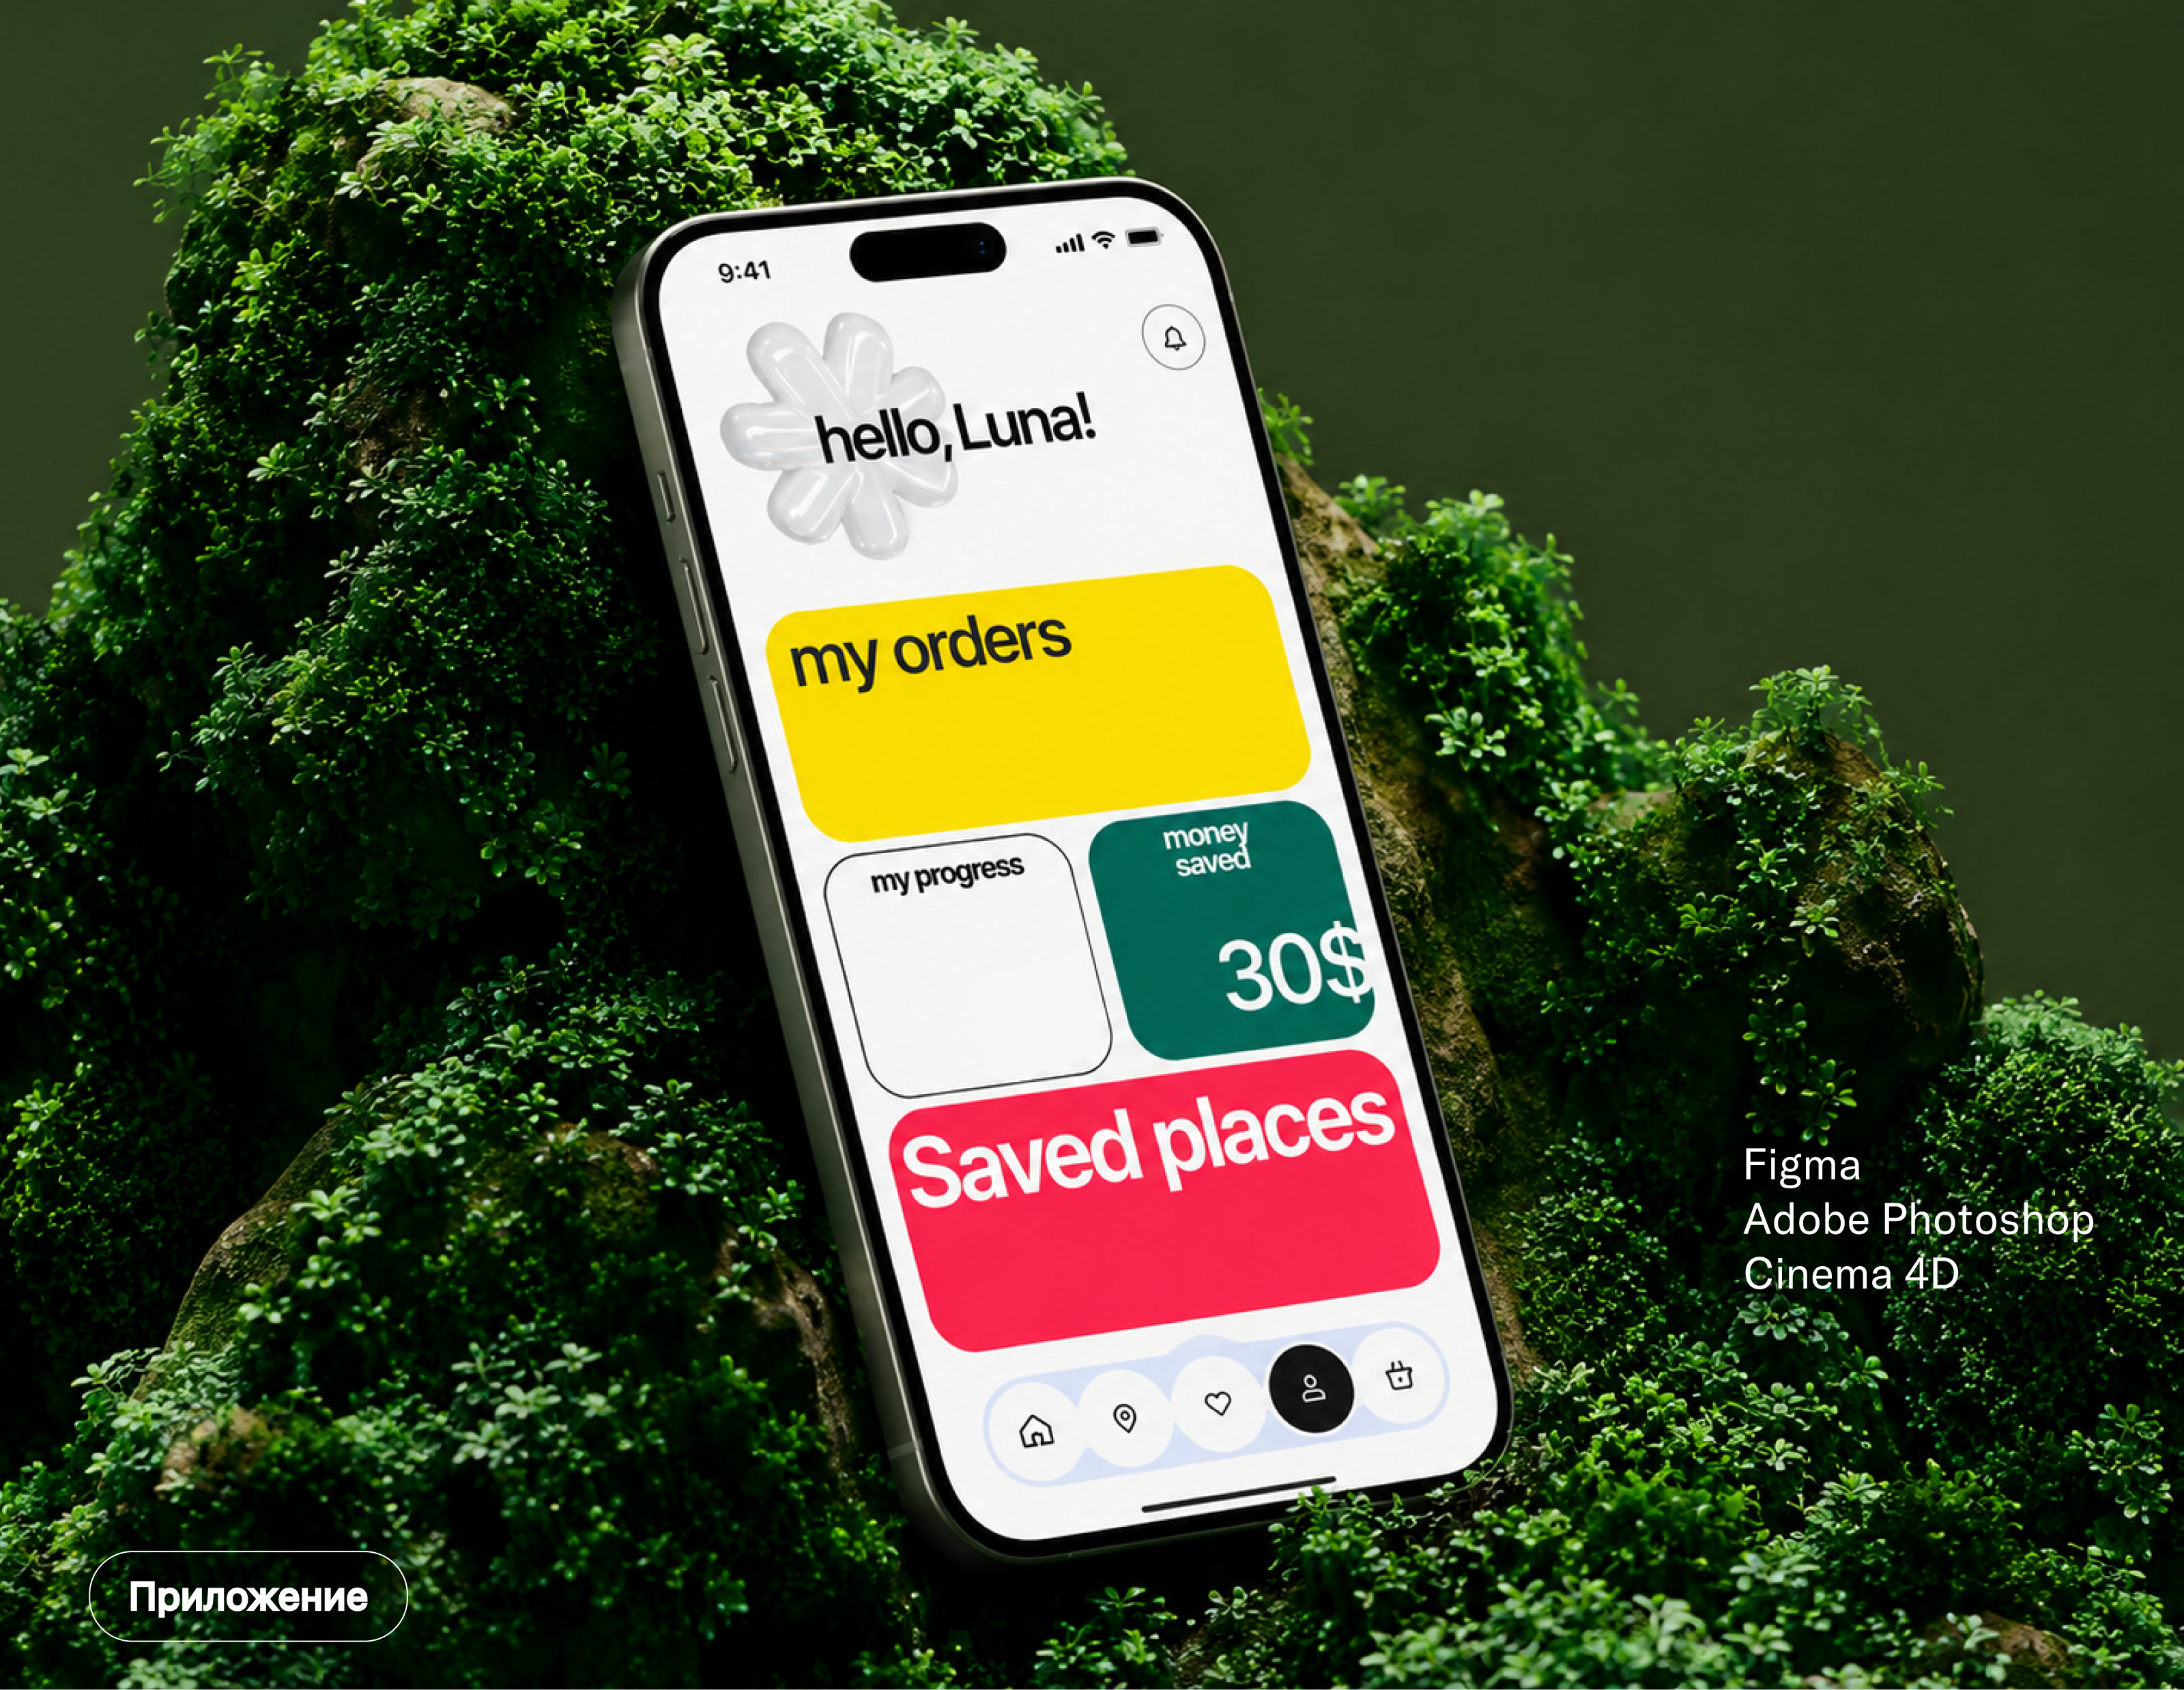 9:41
hello, Luna!
my orders
my progress
money
saved
30$
Saved places
Figma
Adobe Photoshop
Cinema 4D
Приложение